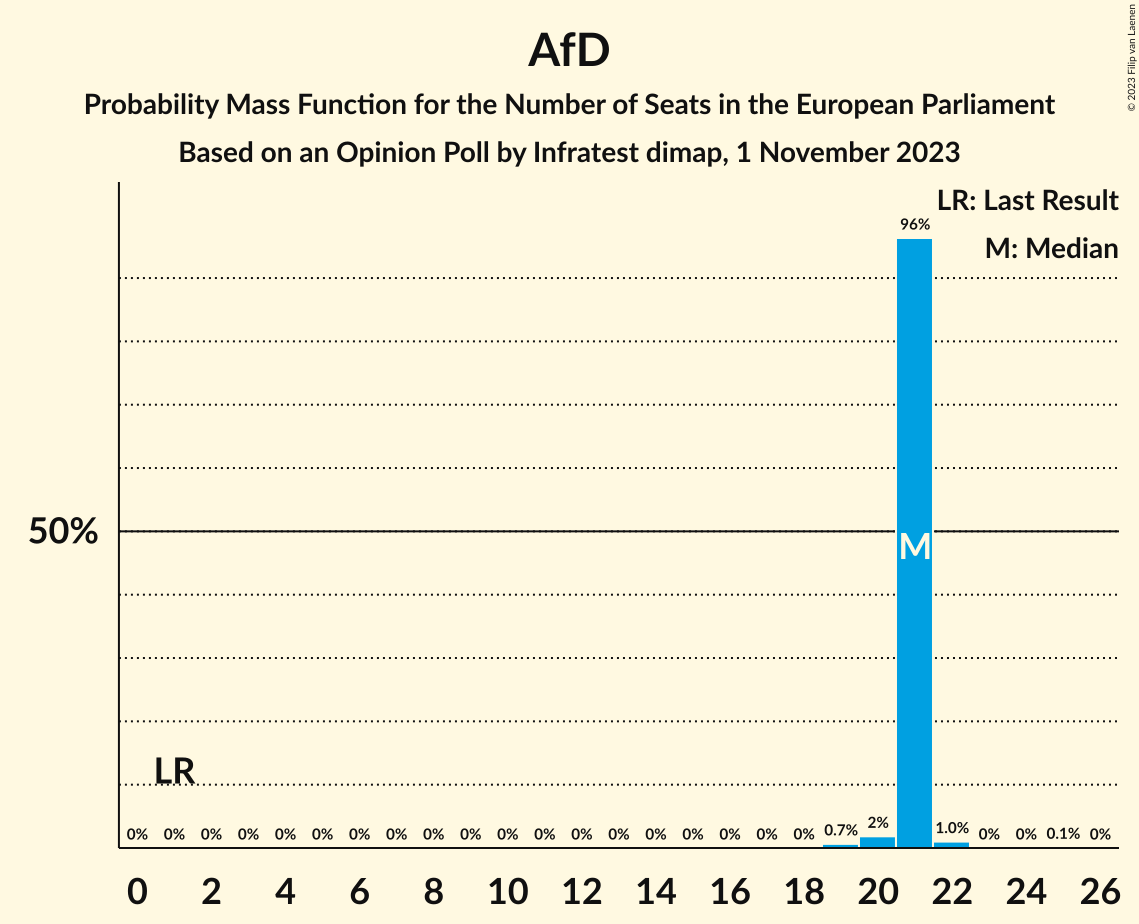 AfD
Probability Mass Function for the Number of Seats in the European Parliament
Based on an Opinion Poll by Infratest dimap, 1 November 2023
© 2023 Filip van Laenen
LR: Last Result
M: Median
96%
50%
M
LR
0% 0% 0% 0% 0% 0% 0% 0% 0% 0% 0% 0% 0% 0% 0% 0% 0% 0% 0% 0.7% 2% 1.0% 0% 0% 0.1% 0%
0 2 4 6 8 10 12 14 16 18 20 22 24 26